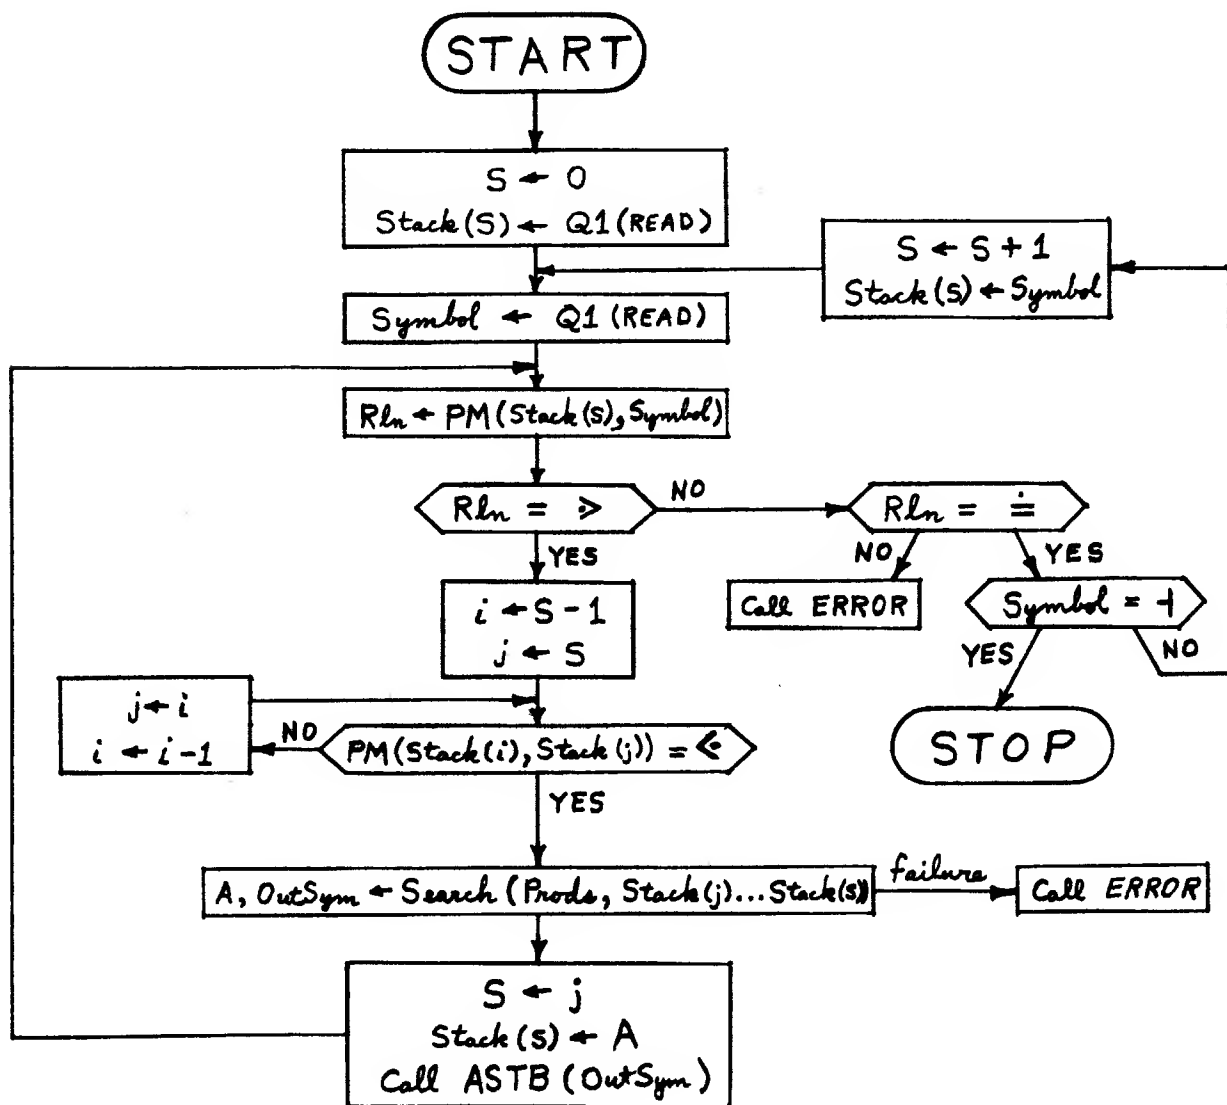 START
S ← 0
Stack(S) ← Q1(READ)
S ← S + 1
Stack(S) ← Symbol
Symbol ← Q1(READ)
Rln ← PM(Stack(S), Symbol)
Rln = ⋗
NO
Rln = ≐
YES
NO
YES
i ← S - 1
j ← S
Call ERROR
Symbol = ⊣
YES
NO
j ← i
i ← i - 1
NO
PM(Stack(i), Stack(j)) = ⋖
STOP
YES
A, OutSym ← Search (Prods, Stack(j)...Stack(S))
failure
Call ERROR
S ← j
Stack(S) ← A
Call ASTB (OutSym)